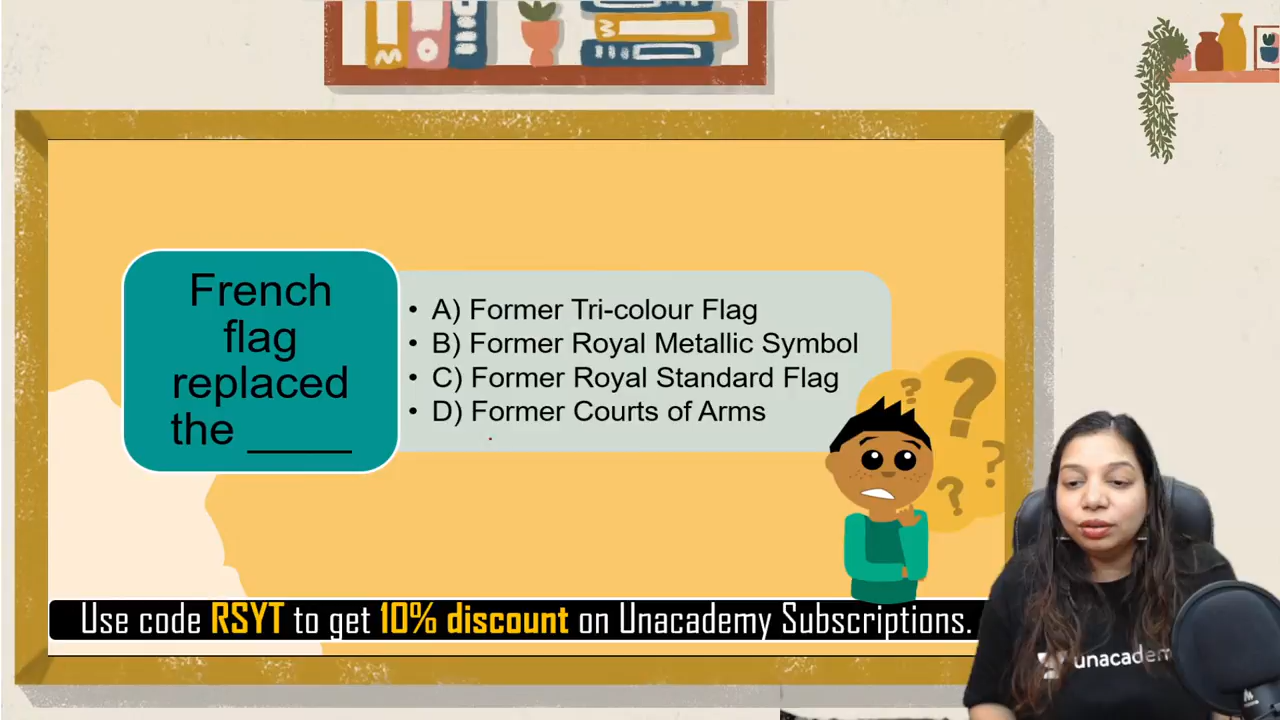 French
flag
replaced
the _____
• A) Former Tri-colour Flag
• B) Former Royal Metallic Symbol
• C) Former Royal Standard Flag
• D) Former Courts of Arms
? ? ? ?
Use code RSYT to get 10% discount on Unacademy Subscriptions.
unacadem